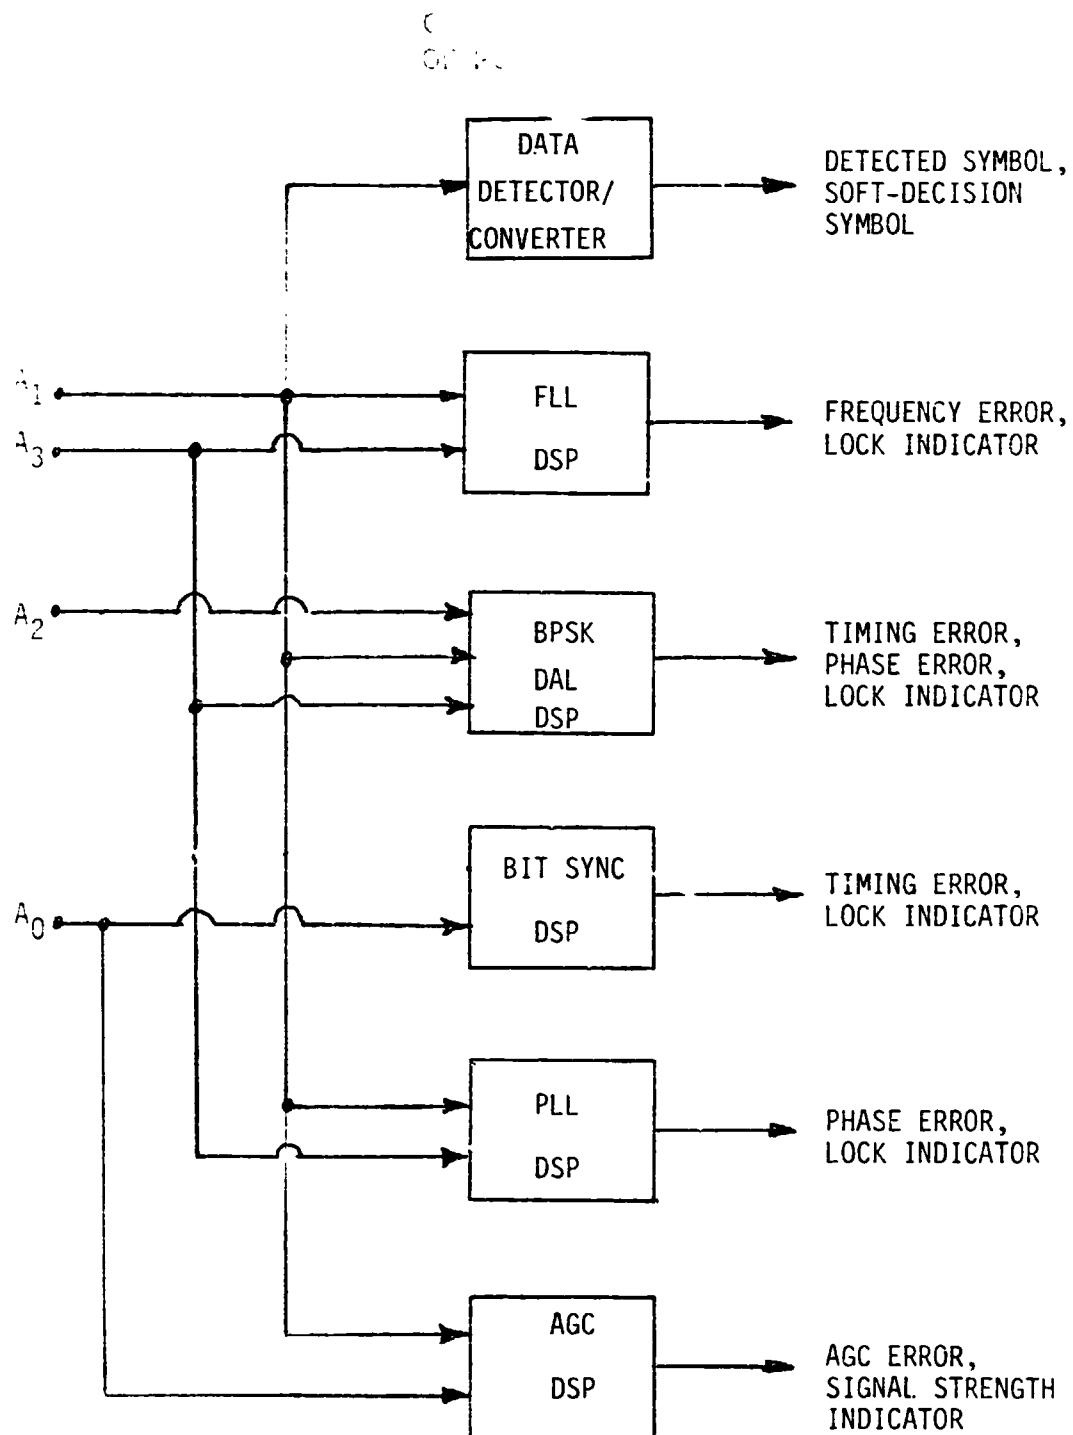 DATA
DETECTOR/
CONVERTER
DETECTED SYMBOL,
SOFT-DECISION
SYMBOL
A1
A3
FLL
DSP
FREQUENCY ERROR,
LOCK INDICATOR
A2
BPSK
DAL
DSP
TIMING ERROR,
PHASE ERROR,
LOCK INDICATOR
A0
BIT SYNC
DSP
TIMING ERROR,
LOCK INDICATOR
PLL
DSP
PHASE ERROR,
LOCK INDICATOR
AGC
DSP
AGC ERROR,
SIGNAL STRENGTH
INDICATOR